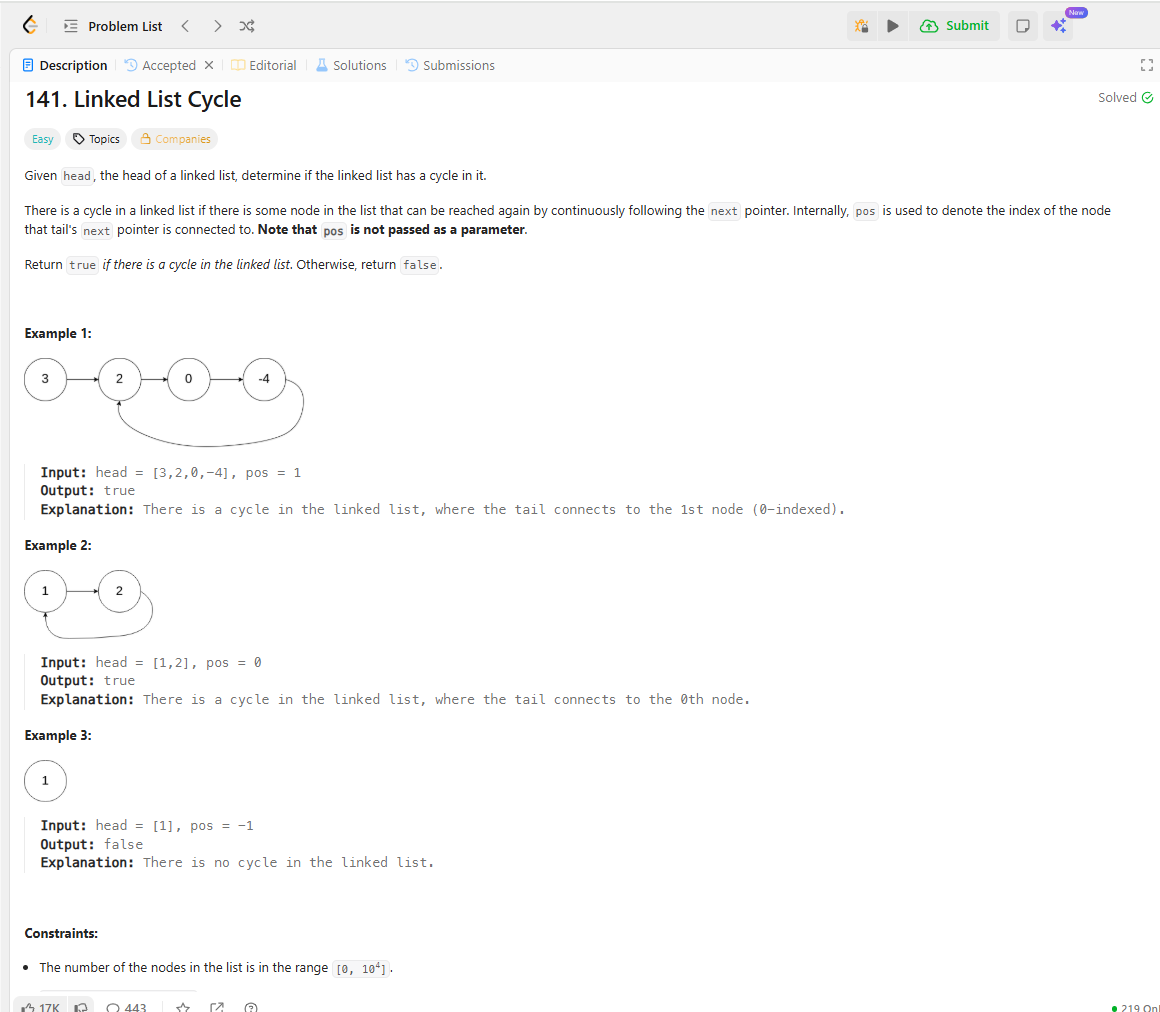 Problem List
Submit
New
Description Accepted Editorial Solutions Submissions
141. Linked List Cycle
Solved
Easy Topics Companies
Given head, the head of a linked list, determine if the linked list has a cycle in it.
There is a cycle in a linked list if there is some node in the list that can be reached again by continuously following the next pointer. Internally, pos is used to denote the index of the node
that tail's next pointer is connected to. Note that pos is not passed as a parameter.
Return true if there is a cycle in the linked list. Otherwise, return false.
Example 1:
3 2 0 -4
Input: head = [3,2,0,-4], pos = 1
Output: true
Explanation: There is a cycle in the linked list, where the tail connects to the 1st node (0-indexed).
Example 2:
1 2
Input: head = [1,2], pos = 0
Output: true
Explanation: There is a cycle in the linked list, where the tail connects to the 0th node.
Example 3:
1
Input: head = [1], pos = -1
Output: false
Explanation: There is no cycle in the linked list.
Constraints:
The number of the nodes in the list is in the range [0, 10⁴].
17K 443
219 Onl